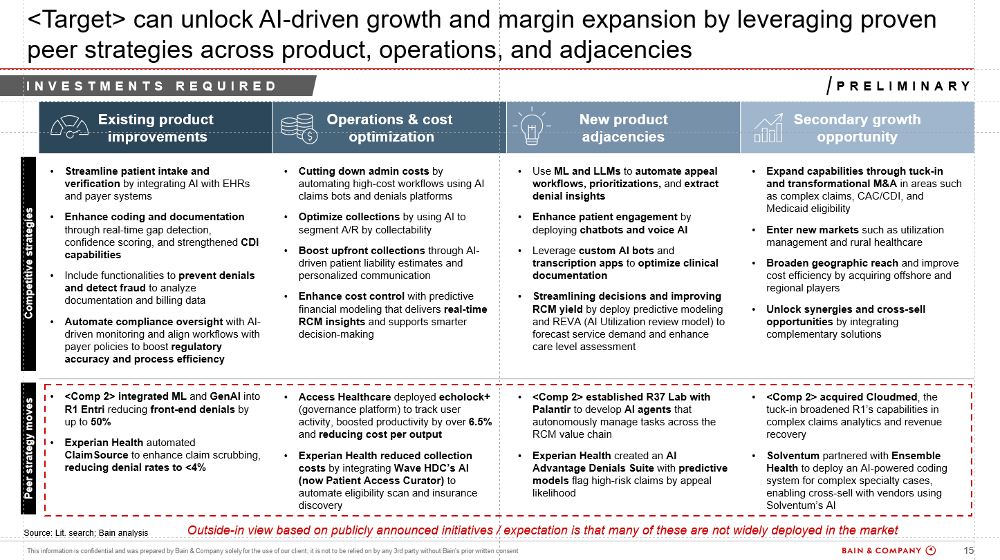 <Target> can unlock AI-driven growth and margin expansion by leveraging proven
peer strategies across product, operations, and adjacencies
INVESTMENTS REQUIRED
PRELIMINARY
Existing product
improvements
Operations & cost
optimization
New product
adjacencies
Secondary growth
opportunity
Competitive strategies
• Streamline patient intake and
verification by integrating AI with EHRs
and payer systems
• Enhance coding and documentation
through real-time gap detection,
confidence scoring, and strengthened CDI
capabilities
• Include functionalities to prevent denials
and detect fraud to analyze
documentation and billing data
• Automate compliance oversight with AI-
driven monitoring and align workflows with
payer policies to boost regulatory
accuracy and process efficiency
• Cutting down admin costs by
automating high-cost workflows using AI
claims bots and denials platforms
• Optimize collections by using AI to
segment A/R by collectability
• Boost upfront collections through AI-
driven patient liability estimates and
personalized communication
• Enhance cost control with predictive
financial modeling that delivers real-time
RCM insights and supports smarter
decision-making
• Use ML and LLMs to automate appeal
workflows, prioritizations, and extract
denial insights
• Enhance patient engagement by
deploying chatbots and voice AI
• Leverage custom AI bots and
transcription apps to optimize clinical
documentation
• Streamlining decisions and improving
RCM yield by deploy predictive modeling
and REVA (AI Utilization review model) to
forecast service demand and enhance
care level assessment
• Expand capabilities through tuck-in
and transformational M&A in areas such
as complex claims, CAC/CDI, and
Medicaid eligibility
• Enter new markets such as utilization
management and rural healthcare
• Broaden geographic reach and improve
cost efficiency by acquiring offshore and
regional players
• Unlock synergies and cross-sell
opportunities by integrating
complementary solutions
Peer strategy moves
• <Comp 2> integrated ML and GenAI into
R1 Entri reducing front-end denials by
up to 50%
• Experian Health automated
ClaimSource to enhance claim scrubbing,
reducing denial rates to <4%
• Access Healthcare deployed echolock+
(governance platform) to track user
activity, boosted productivity by over 6.5%
and reducing cost per output
• Experian Health reduced collection
costs by integrating Wave HDC's AI
(now Patient Access Curator) to
automate eligibility scan and insurance
discovery
• <Comp 2> established R37 Lab with
Palantir to develop AI agents that
autonomously manage tasks across the
RCM value chain
• Experian Health created an AI
Advantage Denials Suite with predictive
models flag high-risk claims by appeal
likelihood
• <Comp 2> acquired Cloudmed, the
tuck-in broadened R1's capabilities in
complex claims analytics and revenue
recovery
• Solventum partnered with Ensemble
Health to deploy an AI-powered coding
system for complex specialty cases,
enabling cross-sell with vendors using
Solventum's AI
Source: Lit. search; Bain analysis
Outside-in view based on publicly announced initiatives / expectation is that many of these are not widely deployed in the market
This information is confidential and was prepared by Bain & Company solely for the use of our client; it is not to be relied on by any 3rd party without Bain's prior written consent
BAIN & COMPANY
15